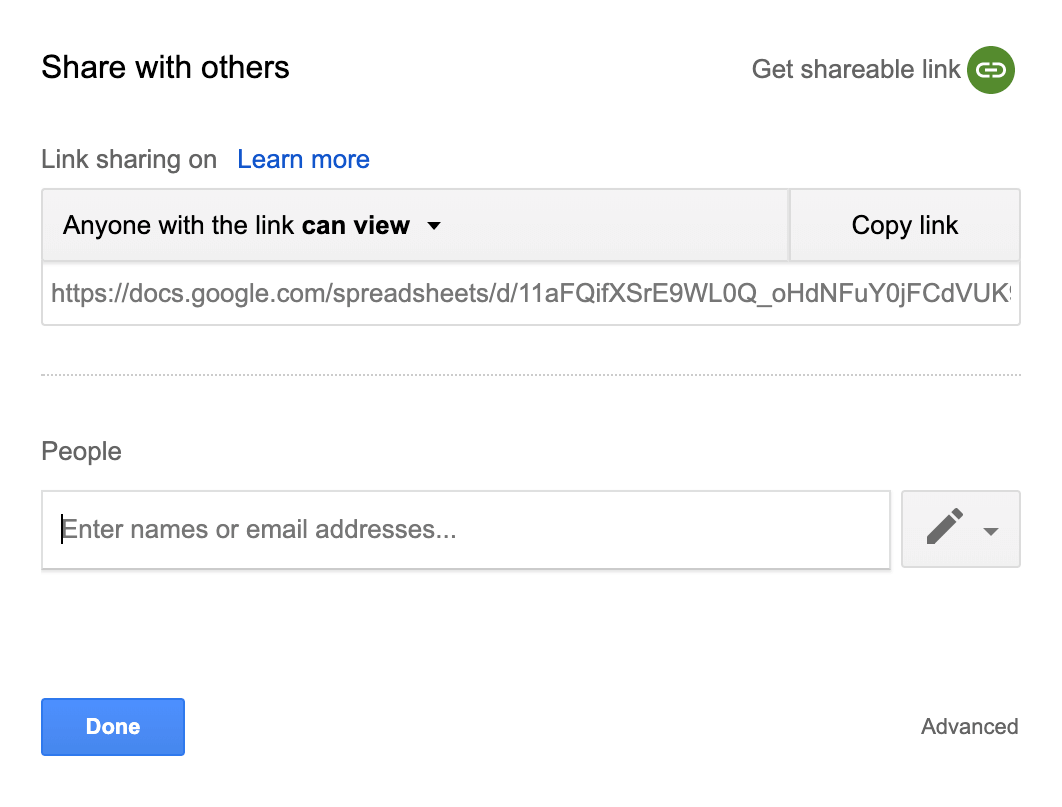 Share with others
Get shareable link
Link sharing on Learn more
Anyone with the link can view
Copy link
https://docs.google.com/spreadsheets/d/11aFQifXSrE9WL0Q_oHdNFuY0jFCdVUK
People
Enter names or email addresses...
Done
Advanced